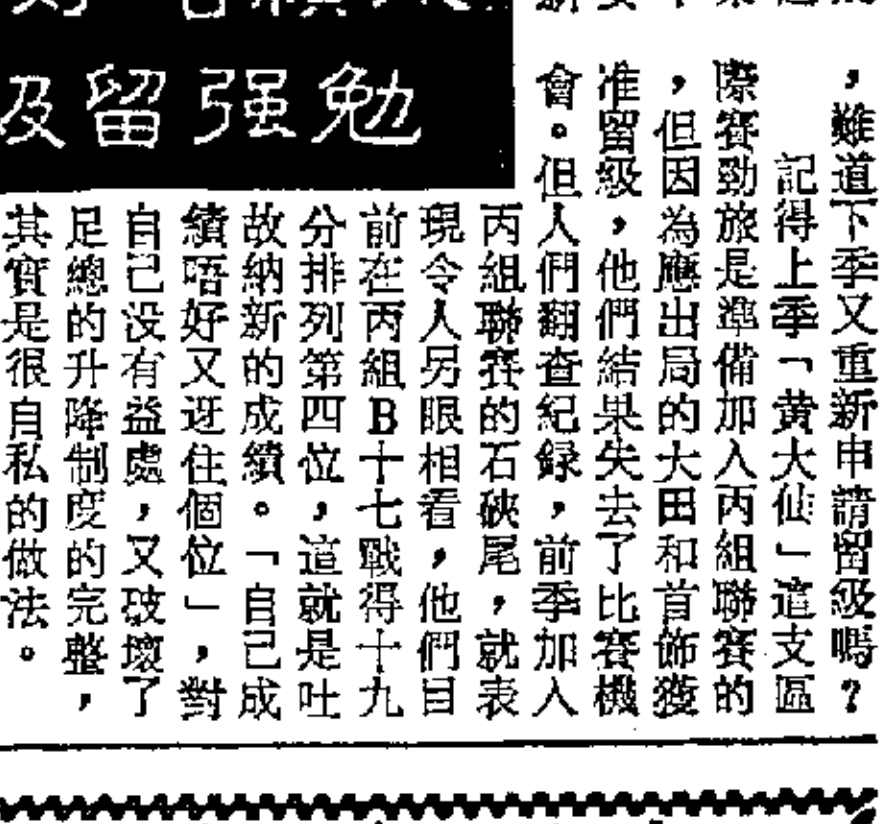 勉强留及
，難道下季又重新申請留級嗎？
記得上季「黄大仙」這支區
際賽勁旅是準備加入丙組聯賽的
，但因為應出局的大田和首飾獲
准留級，他們結果失去了比賽機
會。但人們翻查紀録，前季加入
丙組聯賽的石硤尾，就表
現令人另眼相看，他們目
前在丙組B十七戰得十九
分排列第四位，這就是吐
故納新的成績。「自己成
績唔好又迓住個位」，對
自己没有益處，又破壞了
足總的升降制度的完整，
其實是很自私的做法。